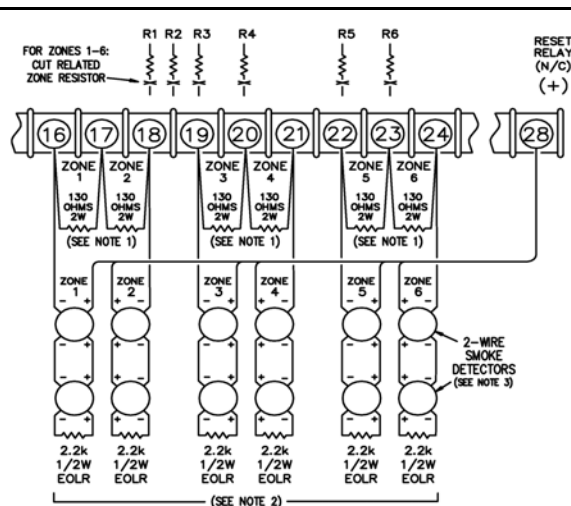 R1 R2 R3 R4 R5 R6
FOR ZONES 1-6:
CUT RELATED
ZONE RESISTOR
RESET
RELAY
(N/C)
(+)
16 17 18 19 20 21 22 23 24 28
ZONE 1 ZONE 2 ZONE 3 ZONE 4 ZONE 5 ZONE 6
130 OHMS 2W 130 OHMS 2W 130 OHMS 2W 130 OHMS 2W 130 OHMS 2W 130 OHMS 2W
(SEE NOTE 1) (SEE NOTE 1) (SEE NOTE 1)
ZONE 1 ZONE 2 ZONE 3 ZONE 4 ZONE 5 ZONE 6
- + - + - + - + - + - +
- + - + - + - + - + - +
- + - + - + - + - + - +
- + - + - + - + - + - +
2-WIRE
SMOKE
DETECTORS
(SEE NOTE 3)
2.2k 2.2k 2.2k 2.2k 2.2k 2.2k
1/2W 1/2W 1/2W 1/2W 1/2W 1/2W
EOLR EOLR EOLR EOLR EOLR EOLR
(SEE NOTE 2)